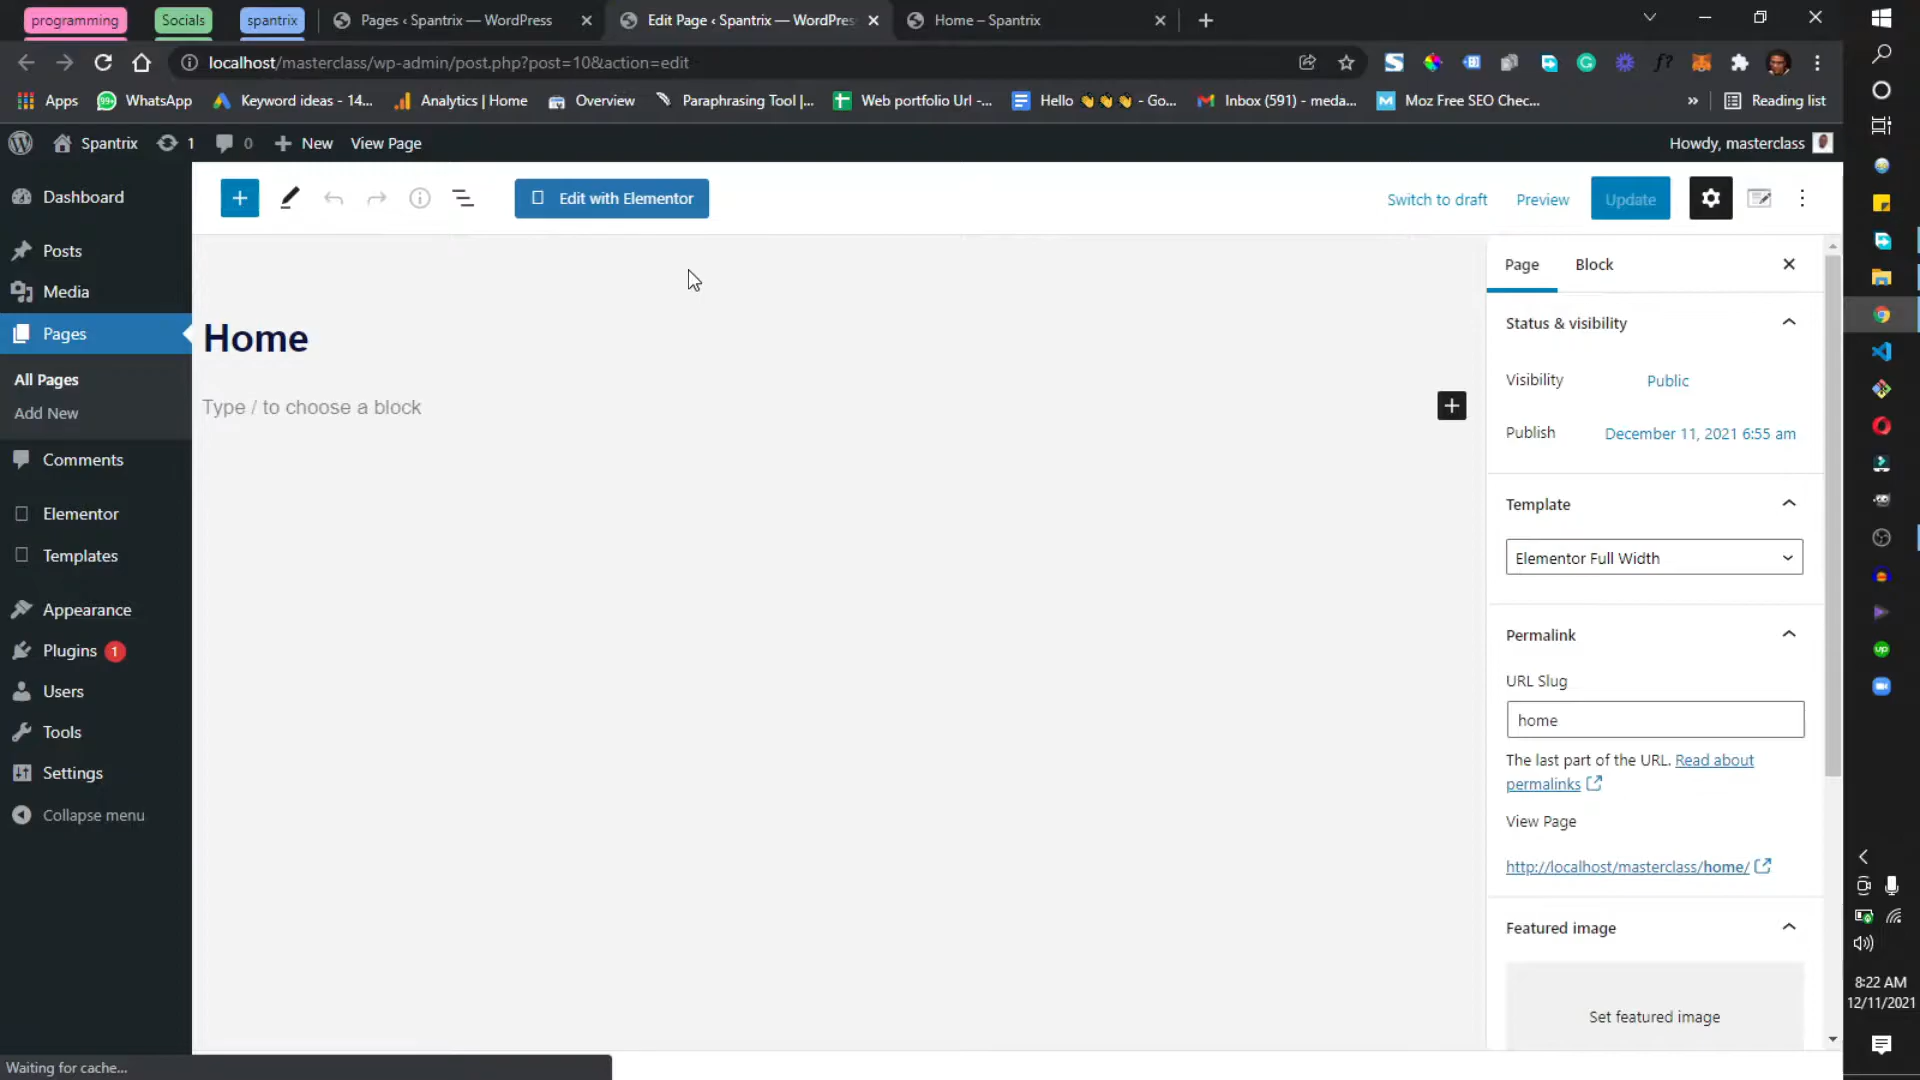 programming
Socials
spantrix
Pages ‹ Spantrix — WordPress
Edit Page ‹ Spantrix — WordPres
Home – Spantrix
localhost/masterclass/wp-admin/post.php?post=10&action=edit
f?
Apps
99+
WhatsApp
Keyword ideas - 14...
Analytics | Home
Overview
Paraphrasing Tool |...
Web portfolio Url -...
Hello 👋👋👋 - Go...
Inbox (591) - meda...
Moz Free SEO Chec...
»
Reading list
Spantrix
1
0
New
View Page
Howdy, masterclass
Dashboard
Posts
Media
Pages
All Pages
Add New
Comments
Elementor
Templates
Appearance
Plugins 1
Users
Tools
Settings
Collapse menu
Edit with Elementor
Switch to draft
Preview
Update
Home
Type / to choose a block
Page
Block
Status & visibility
Visibility
Public
Publish
December 11, 2021 6:55 am
Template
Elementor Full Width
Permalink
URL Slug
home
The last part of the URL. Read about
permalinks
View Page
http://localhost/masterclass/home/
Featured image
Set featured image
Waiting for cache...
up
8:22 AM
12/11/2021